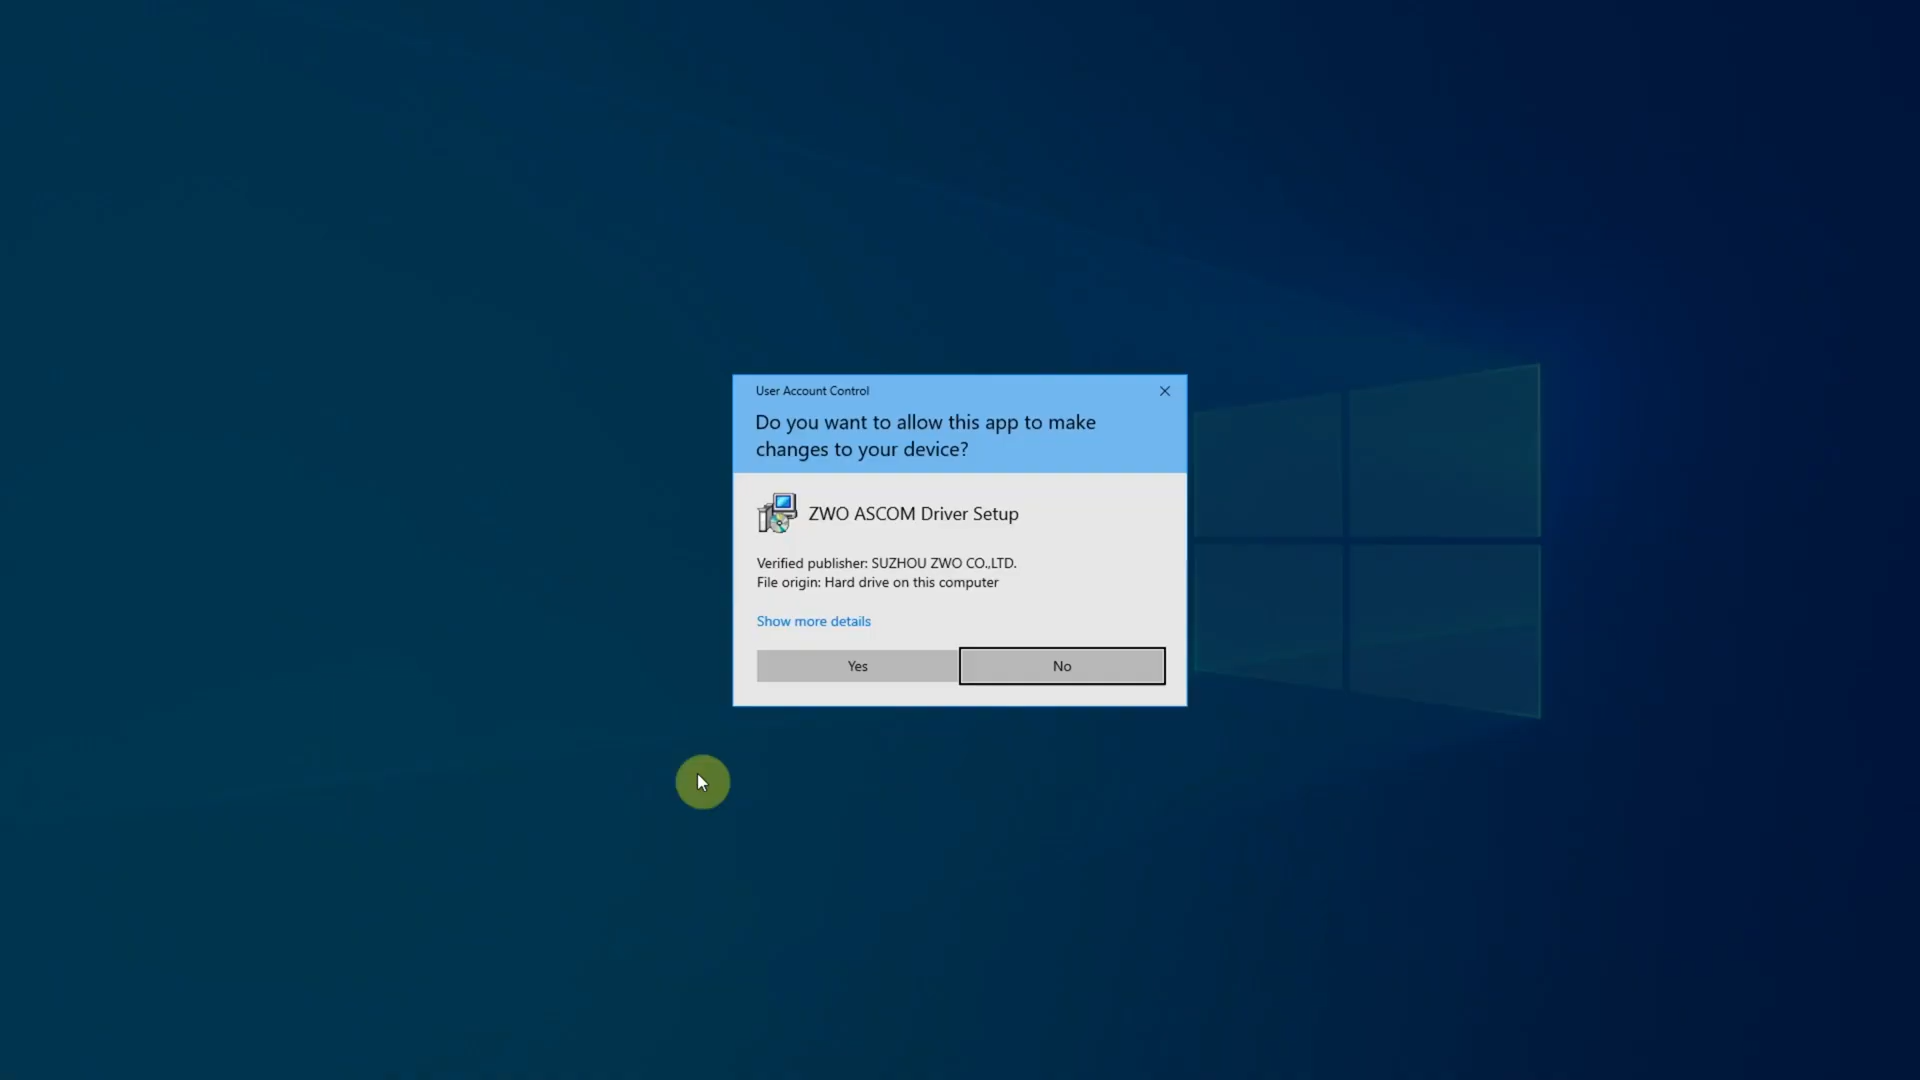 User Account Control
Do you want to allow this app to make
changes to your device?
ZWO ASCOM Driver Setup
Verified publisher: SUZHOU ZWO CO.,LTD.
File origin: Hard drive on this computer
Show more details
Yes
No